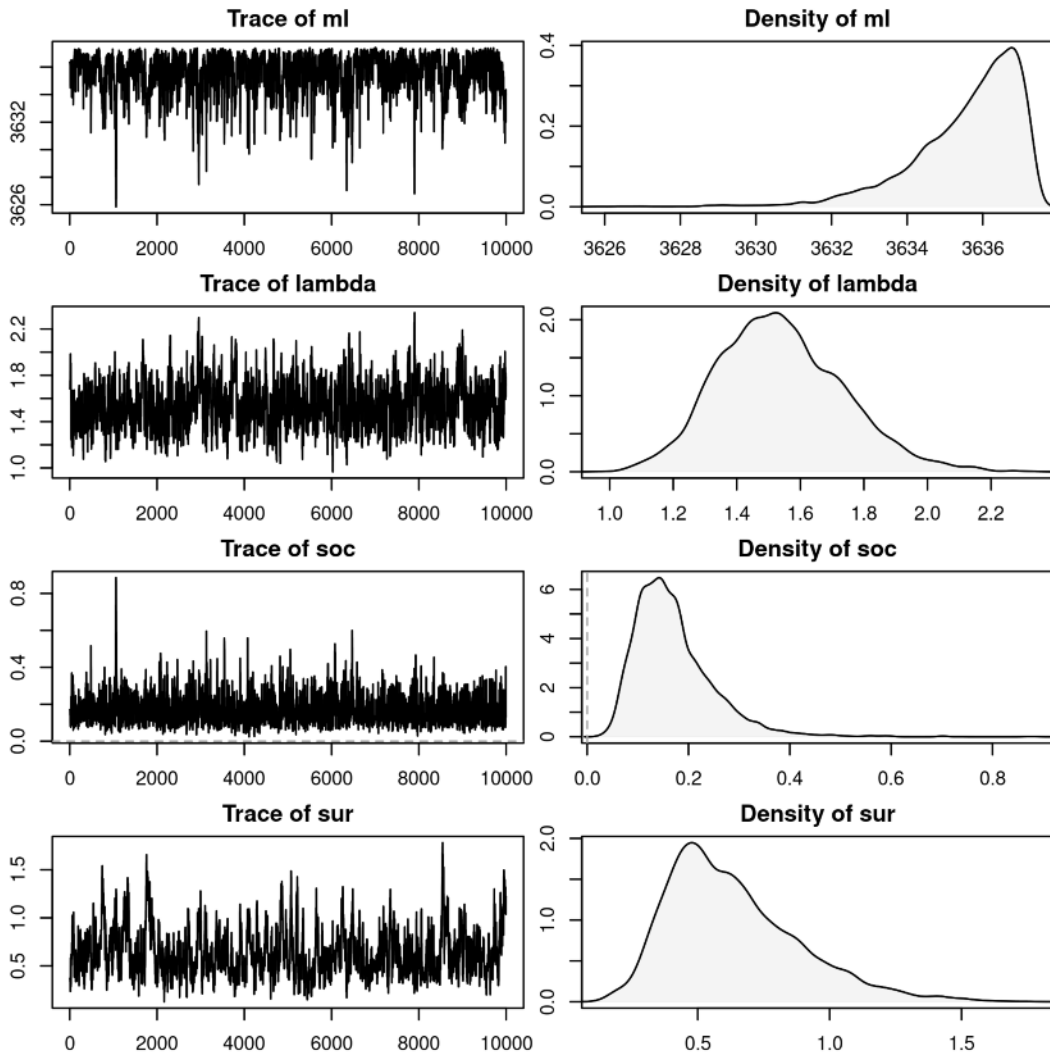 Trace of ml
3626 3632
0 2000 4000 6000 8000 10000
Density of ml
0.0 0.2 0.4
3626 3628 3630 3632 3634 3636
Trace of lambda
1.0 1.4 1.8 2.2
0 2000 4000 6000 8000 10000
Density of lambda
0.0 1.0 2.0
1.0 1.2 1.4 1.6 1.8 2.0 2.2
Trace of soc
0.0 0.4 0.8
0 2000 4000 6000 8000 10000
Density of soc
0 2 4 6
0.0 0.2 0.4 0.6 0.8
Trace of sur
0.5 1.0 1.5
0 2000 4000 6000 8000 10000
Density of sur
0.0 1.0 2.0
0.5 1.0 1.5